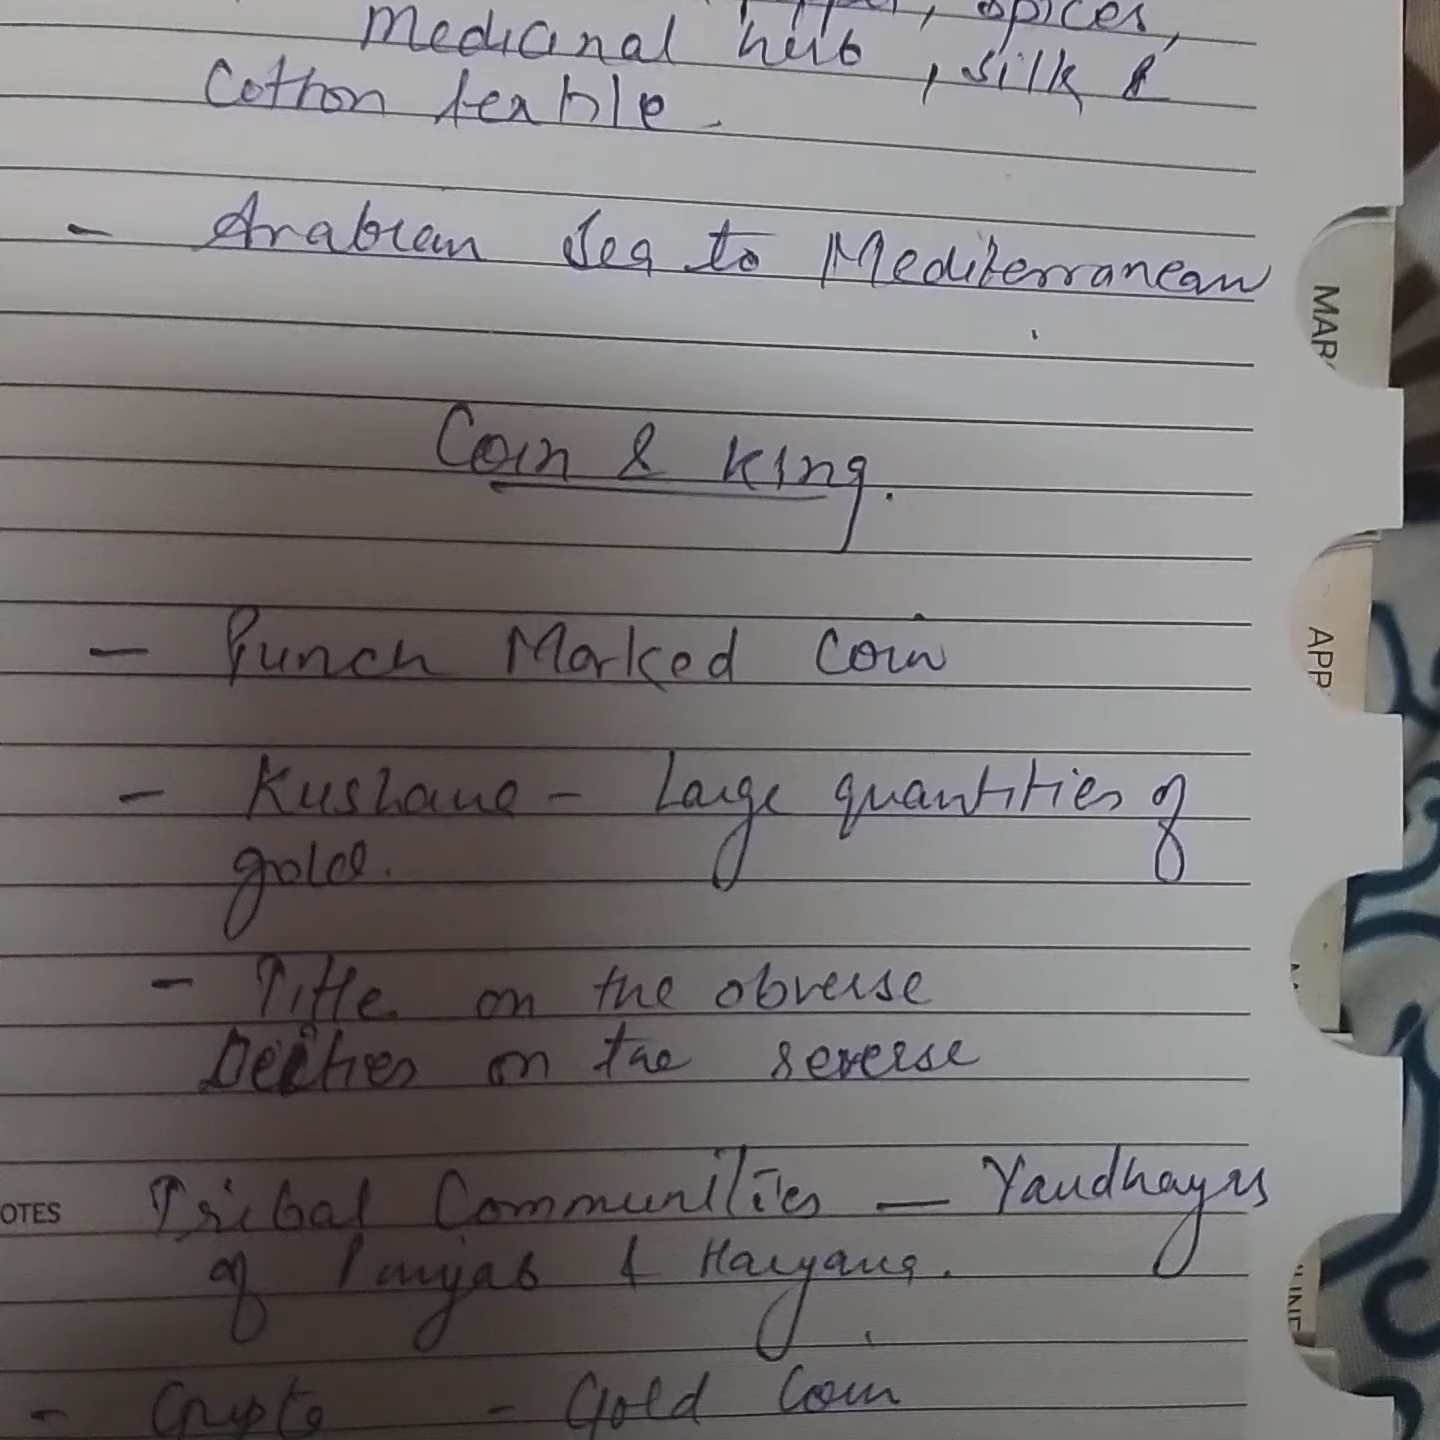 , spices,
Medicinal herb, silk &
Cotton textile.
- Arabian Sea to Mediterranean
MAR
Coin & King.
- Punch Marked Coin
APR
- Kushana - Large quantities of
gold.
- Title on the obverse
Deities on the reverse
OTES
Tribal Communities — Yaudhayas
of Punjab & Haryana.
- Gupta - Gold Coin